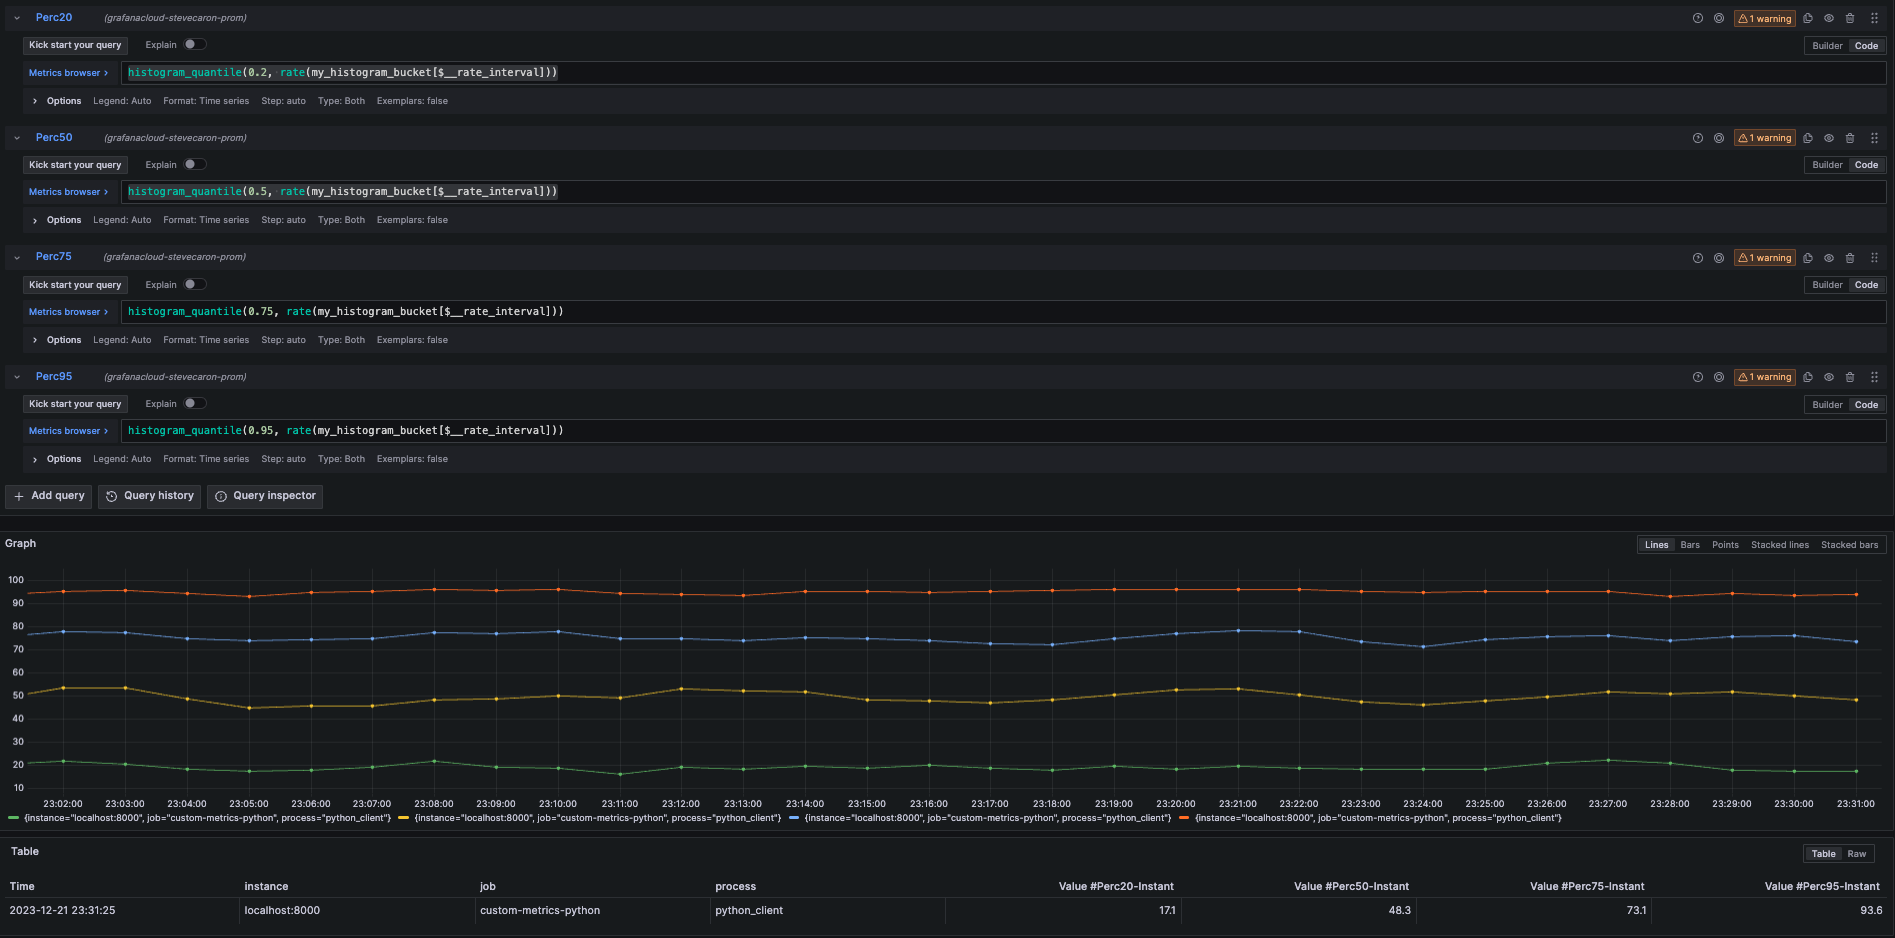 Perc20 (grafanacloud-stevecaron-prom) 1 warning
Kick start your query Explain Builder Code
Metrics browser > histogram_quantile(0.2, rate(my_histogram_bucket[$__rate_interval]))
> Options Legend: Auto Format: Time series Step: auto Type: Both Exemplars: false
Perc50 (grafanacloud-stevecaron-prom) 1 warning
Kick start your query Explain Builder Code
Metrics browser > histogram_quantile(0.5, rate(my_histogram_bucket[$__rate_interval]))
> Options Legend: Auto Format: Time series Step: auto Type: Both Exemplars: false
Perc75 (grafanacloud-stevecaron-prom) 1 warning
Kick start your query Explain Builder Code
Metrics browser > histogram_quantile(0.75, rate(my_histogram_bucket[$__rate_interval]))
> Options Legend: Auto Format: Time series Step: auto Type: Both Exemplars: false
Perc95 (grafanacloud-stevecaron-prom) 1 warning
Kick start your query Explain Builder Code
Metrics browser > histogram_quantile(0.95, rate(my_histogram_bucket[$__rate_interval]))
> Options Legend: Auto Format: Time series Step: auto Type: Both Exemplars: false
+ Add query Query history Query inspector
Graph Lines Bars Points Stacked lines Stacked bars
100
90
80
70
60
50
40
30
20
10
23:02:00 23:03:00 23:04:00 23:05:00 23:06:00 23:07:00 23:08:00 23:09:00 23:10:00 23:11:00 23:12:00 23:13:00 23:14:00 23:15:00 23:16:00 23:17:00 23:18:00 23:19:00 23:20:00 23:21:00 23:22:00 23:23:00 23:24:00 23:25:00 23:26:00 23:27:00 23:28:00 23:29:00 23:30:00 23:31:00
{instance="localhost:8000", job="custom-metrics-python", process="python_client"} {instance="localhost:8000", job="custom-metrics-python", process="python_client"} {instance="localhost:8000", job="custom-metrics-python", process="python_client"} {instance="localhost:8000", job="custom-metrics-python", process="python_client"}
Table Table Raw
Time instance job process Value #Perc20-Instant Value #Perc50-Instant Value #Perc75-Instant Value #Perc95-Instant
2023-12-21 23:31:25 localhost:8000 custom-metrics-python python_client 17.1 48.3 73.1 93.6